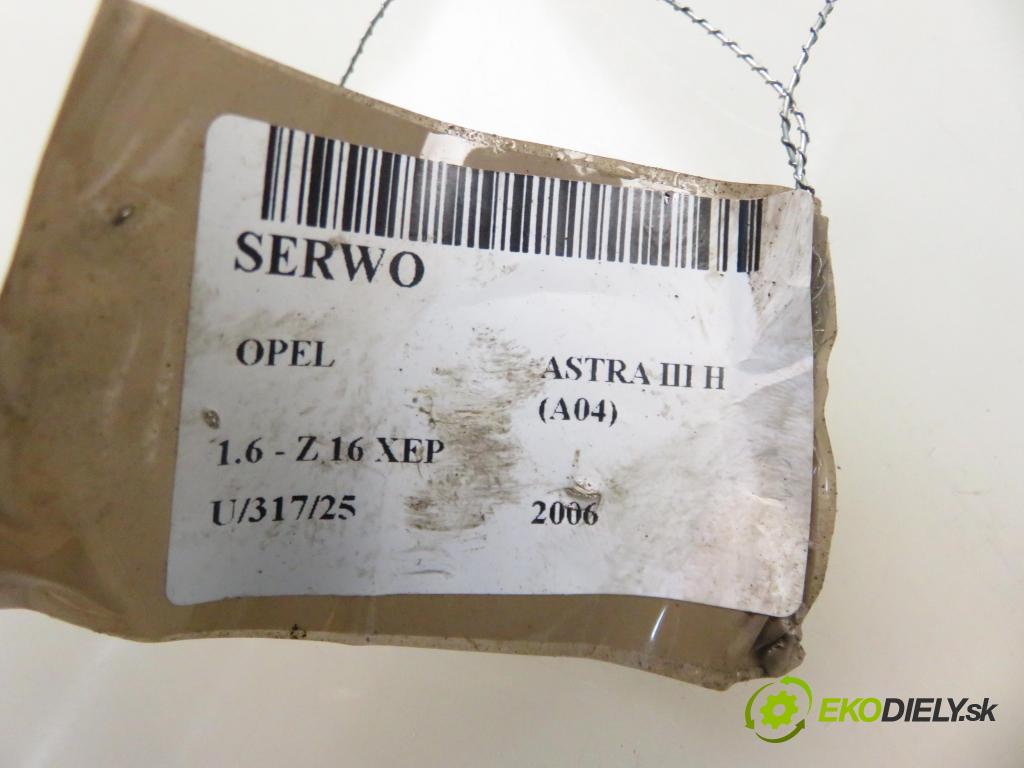 SERWO
OPEL
ASTRA III H
(A04)
1.6 - Z 16 XEP
U/317/25
2006
EKODIELY.sk